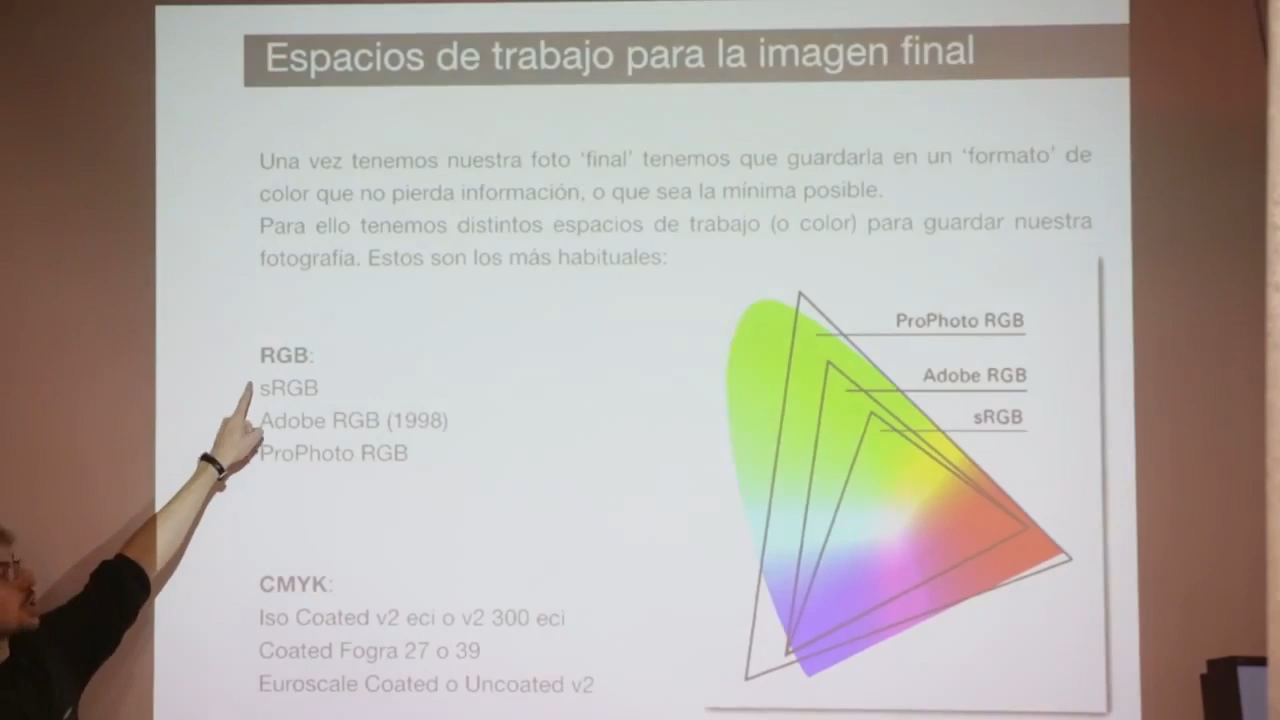 Espacios de trabajo para la imagen final
Una vez tenemos nuestra foto ‘final’ tenemos que guardarla en un ‘formato’ de
color que no pierda información, o que sea la mínima posible.
Para ello tenemos distintos espacios de trabajo (o color) para guardar nuestra
fotografía. Estos son los más habituales:
RGB:
sRGB
Adobe RGB (1998)
ProPhoto RGB
ProPhoto RGB
Adobe RGB
sRGB
CMYK:
Iso Coated v2 eci o v2 300 eci
Coated Fogra 27 o 39
Euroscale Coated o Uncoated v2